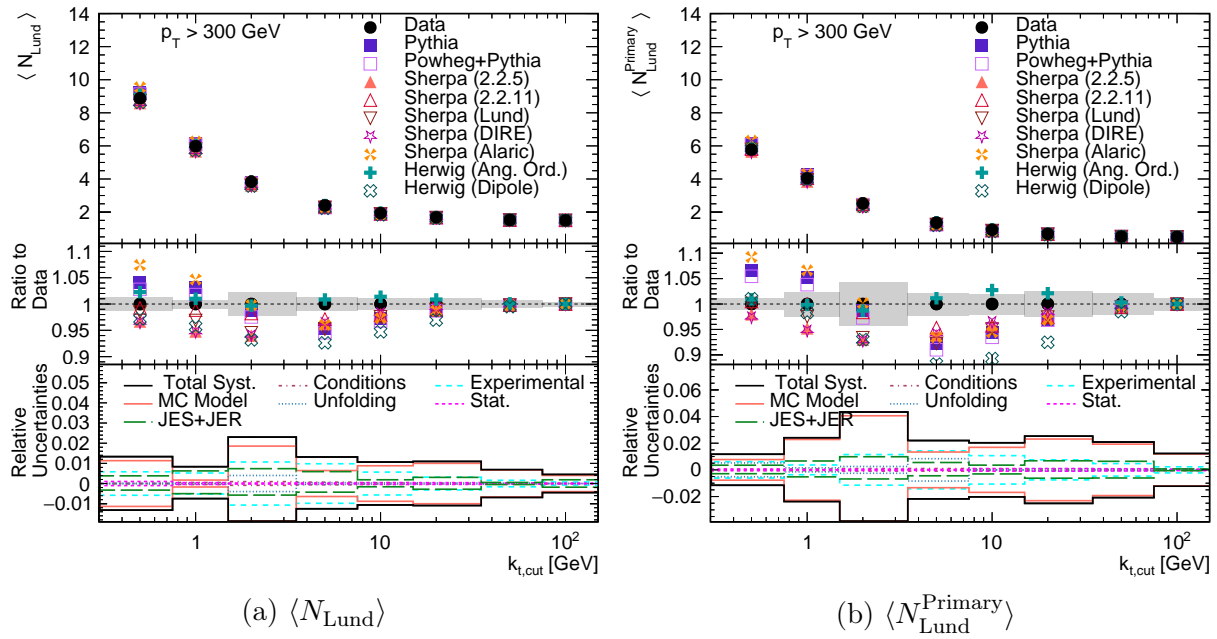 ⟨ N_Lund ⟩
14
12
10
8
6
4
2
p_T > 300 GeV
Data
Pythia
Powheg+Pythia
Sherpa (2.2.5)
Sherpa (2.2.11)
Sherpa (Lund)
Sherpa (DIRE)
Sherpa (Alaric)
Herwig (Ang. Ord.)
Herwig (Dipole)
Ratio to
Data
1.1
1.05
1
0.95
0.9
Relative
Uncertainties
0.05
0.04
0.03
0.02
0.01
0
−0.01
Total Syst.
Conditions
Experimental
MC Model
Unfolding
Stat.
JES+JER
1
10
10^2
k_t,cut [GeV]
(a) ⟨N_Lund⟩
⟨ N_Lund^Primary ⟩
14
12
10
8
6
4
2
p_T > 300 GeV
Data
Pythia
Powheg+Pythia
Sherpa (2.2.5)
Sherpa (2.2.11)
Sherpa (Lund)
Sherpa (DIRE)
Sherpa (Alaric)
Herwig (Ang. Ord.)
Herwig (Dipole)
Ratio to
Data
1.1
1.05
1
0.95
0.9
Relative
Uncertainties
0.06
0.04
0.02
0
−0.02
Total Syst.
Conditions
Experimental
MC Model
Unfolding
Stat.
JES+JER
1
10
10^2
k_t,cut [GeV]
(b) ⟨N_Lund^Primary⟩